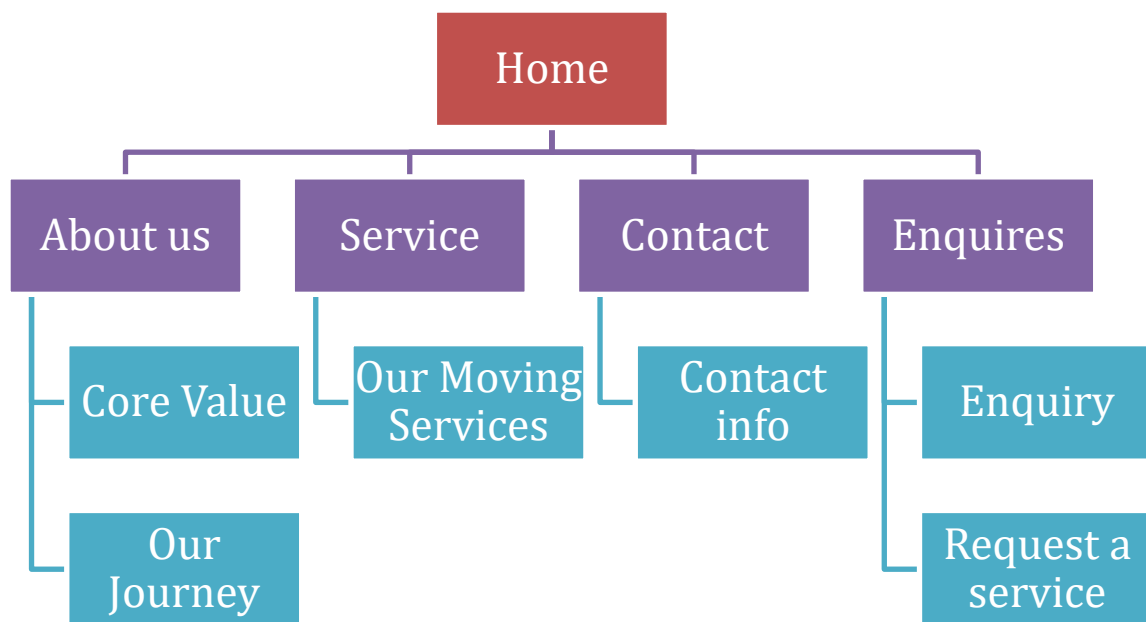 Home
About us
Service
Contact
Enquires
Core Value
Our Moving
Services
Contact
info
Enquiry
Our
Journey
Request a
service